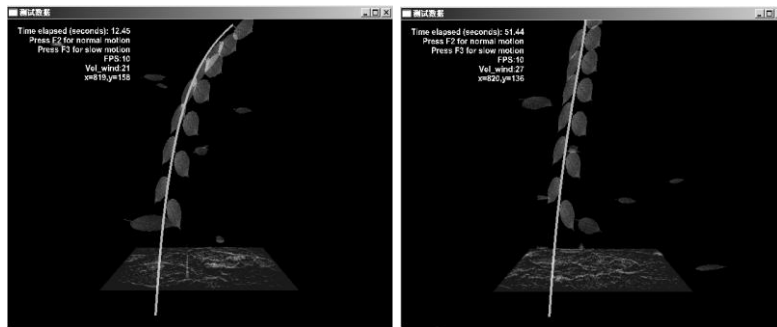 测试数据
Time elapsed (seconds): 12.45
Press F2 for normal motion
Press F3 for slow motion
FPS:10
Vel_wind:21
x=819,y=158
测试数据
Time elapsed (seconds): 51.44
Press F2 for normal motion
Press F3 for slow motion
FPS:10
Vel_wind:27
x=820,y=136